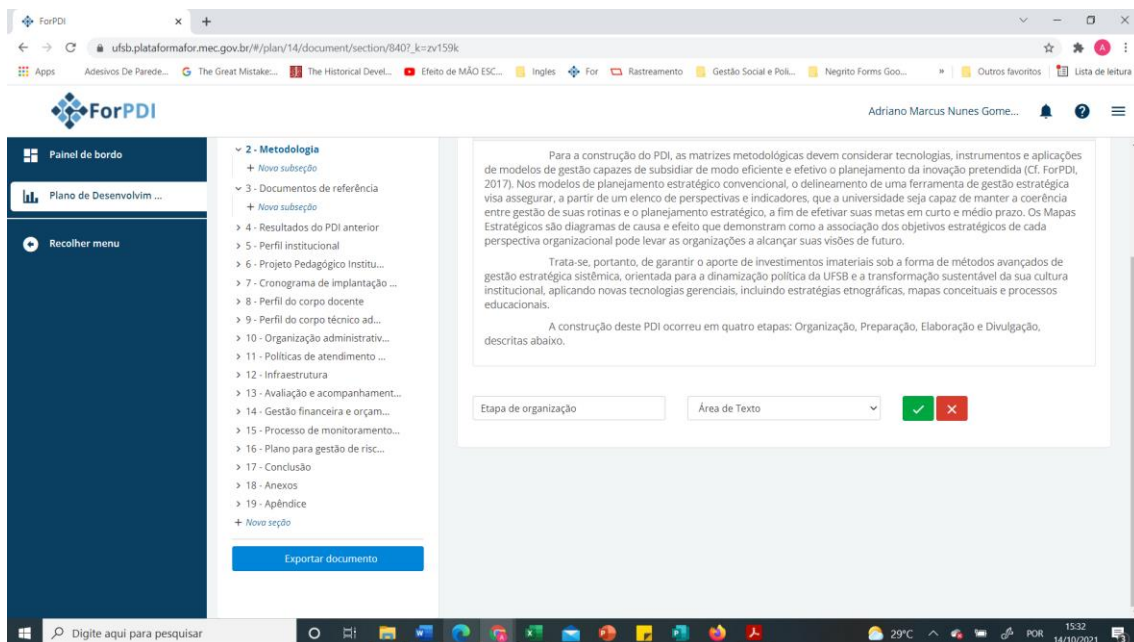 ForPDI
ufsb.plataformafor.mec.gov.br/#/plan/14/document/section/840?_k=zv159k
A
Apps
Adesivos De Parede...
The Great Mistake:...
The Historical Devel...
Efeito de MÃO ESC...
Ingles
For
Rastreamento
Gestão Social e Poli...
Negrito Forms Goo...
»
Outros favoritos
Lista de leitura
ForPDI
Adriano Marcus Nunes Gome...
Painel de bordo
Plano de Desenvolvim ...
Recolher menu
2 - Metodologia
+ Nova subseção
3 - Documentos de referência
+ Nova subseção
4 - Resultados do PDI anterior
5 - Perfil institucional
6 - Projeto Pedagógico Institu...
7 - Cronograma de implantação ...
8 - Perfil do corpo docente
9 - Perfil do corpo técnico ad...
10 - Organização administrativ...
11 - Políticas de atendimento ...
12 - Infraestrutura
13 - Avaliação e acompanhament...
14 - Gestão financeira e orçam...
15 - Processo de monitoramento...
16 - Plano para gestão de risc...
17 - Conclusão
18 - Anexos
19 - Apêndice
+ Nova seção
Exportar documento
Para a construção do PDI, as matrizes metodológicas devem considerar tecnologias, instrumentos e aplicações
de modelos de gestão capazes de subsidiar de modo eficiente e efetivo o planejamento da inovação pretendida (Cf. ForPDI,
2017). Nos modelos de planejamento estratégico convencional, o delineamento de uma ferramenta de gestão estratégica
visa assegurar, a partir de um elenco de perspectivas e indicadores, que a universidade seja capaz de manter a coerência
entre gestão de suas rotinas e o planejamento estratégico, a fim de efetivar suas metas em curto e médio prazo. Os Mapas
Estratégicos são diagramas de causa e efeito que demonstram como a associação dos objetivos estratégicos de cada
perspectiva organizacional pode levar as organizações a alcançar suas visões de futuro.
Trata-se, portanto, de garantir o aporte de investimentos imateriais sob a forma de métodos avançados de
gestão estratégica sistêmica, orientada para a dinamização política da UFSB e a transformação sustentável da sua cultura
institucional, aplicando novas tecnologias gerenciais, incluindo estratégias etnográficas, mapas conceituais e processos
educacionais.
A construção deste PDI ocorreu em quatro etapas: Organização, Preparação, Elaboração e Divulgação,
descritas abaixo.
Etapa de organização
Área de Texto
Digite aqui para pesquisar
29°C
POR
15:32
14/10/2021